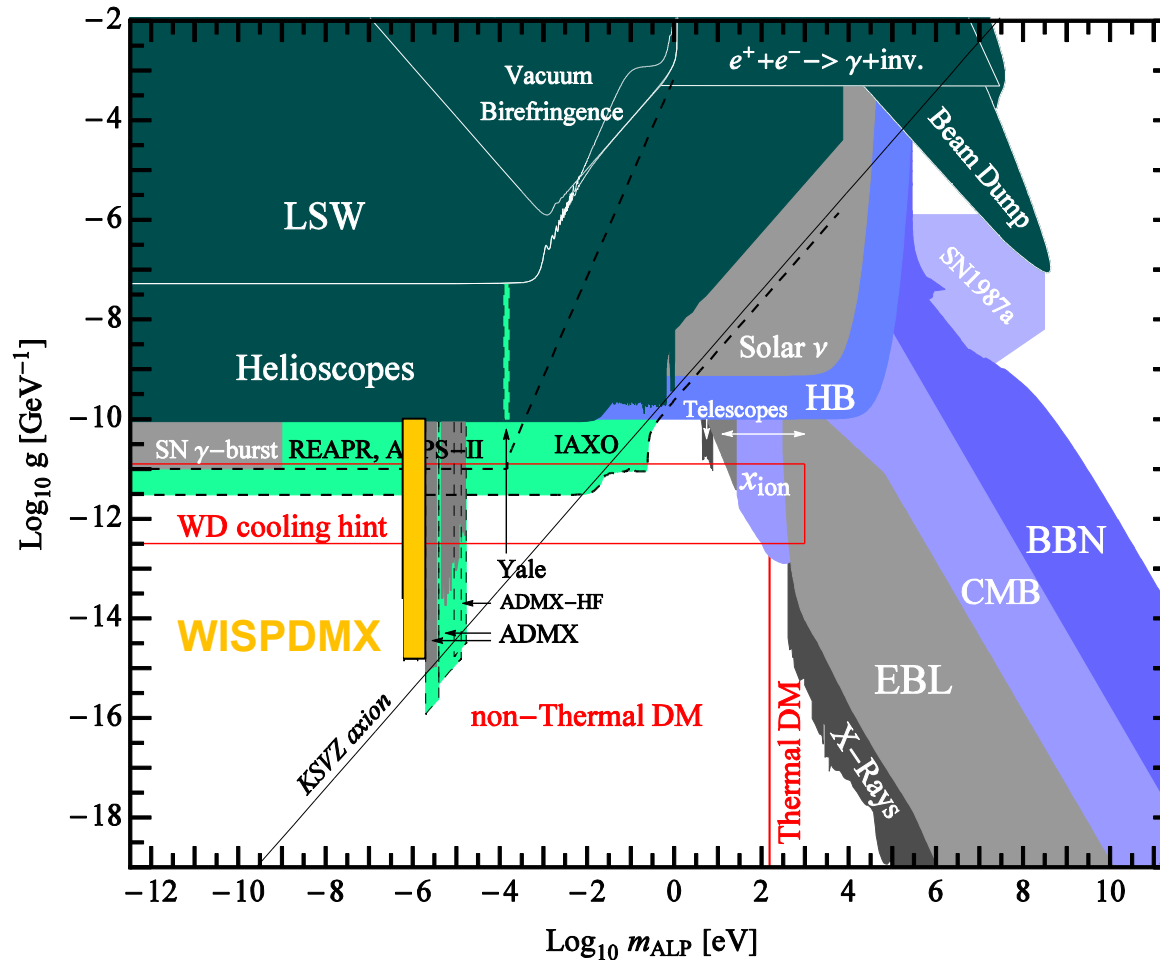 −2
−4
−6
−8
−10
−12
−14
−16
−18
Log10 g [GeV−1]
Vacuum
Birefringence
e+ + e− −> γ+inv.
Beam Dump
LSW
SN1987a
Helioscopes
Solar ν
HB
Telescopes
SN γ−burst
REAPR, A PS−II
IAXO
xion
WD cooling hint
BBN
Yale
CMB
ADMX−HF
ADMX
WISPDMX
EBL
KSVZ axion
non−Thermal DM
Thermal DM
X−Rays
−12 −10 −8 −6 −4 −2 0 2 4 6 8 10
Log10 mALP [eV]